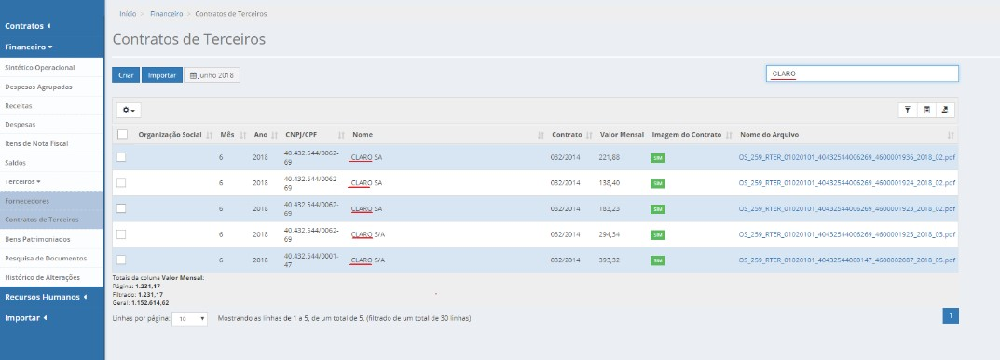 Início > Financeiro > Contratos de Terceiros
Contratos
Financeiro
Sintético Operacional
Despesas Agrupadas
Receitas
Despesas
Itens de Nota Fiscal
Saldos
Terceiros
Fornecedores
Contratos de Terceiros
Bens Patrimoniados
Pesquisa de Documentos
Histórico de Alterações
Recursos Humanos
Importar
Contratos de Terceiros
Criar Importar Junho 2018 CLARO
Organização Social Mês Ano CNPJ/CPF Nome Contrato Valor Mensal Imagem do Contrato Nome do Arquivo
6 2018 40.432.544/0062-69 CLARO SA 032/2014 221,88 SIM OS_259_RTER_01020101_40432544006269_4600001936_2018_02.pdf
6 2018 40.432.544/0062-69 CLARO SA 032/2014 138,40 SIM OS_259_RTER_01020101_40432544006269_4600001924_2018_02.pdf
6 2018 40.432.544/0062-69 CLARO SA 032/2014 183,23 SIM OS_259_RTER_01020101_40432544006269_4600001923_2018_02.pdf
6 2018 40.432.544/0062-69 CLARO S/A 032/2014 294,34 SIM OS_259_RTER_01020101_40432544006269_4600001925_2018_03.pdf
6 2018 40.432.544/0001-47 CLARO S/A 032/2014 393,32 SIM OS_259_RTER_01020101_40432544000147_4600002087_2018_05.pdf
Totais da coluna Valor Mensal:
Página: 1.231,17
Filtrado: 1.231,17
Geral: 1.152.614,62
Linhas por página: 10 Mostrando as linhas de 1 a 5, de um total de 5. (filtrado de um total de 30 linhas) 1